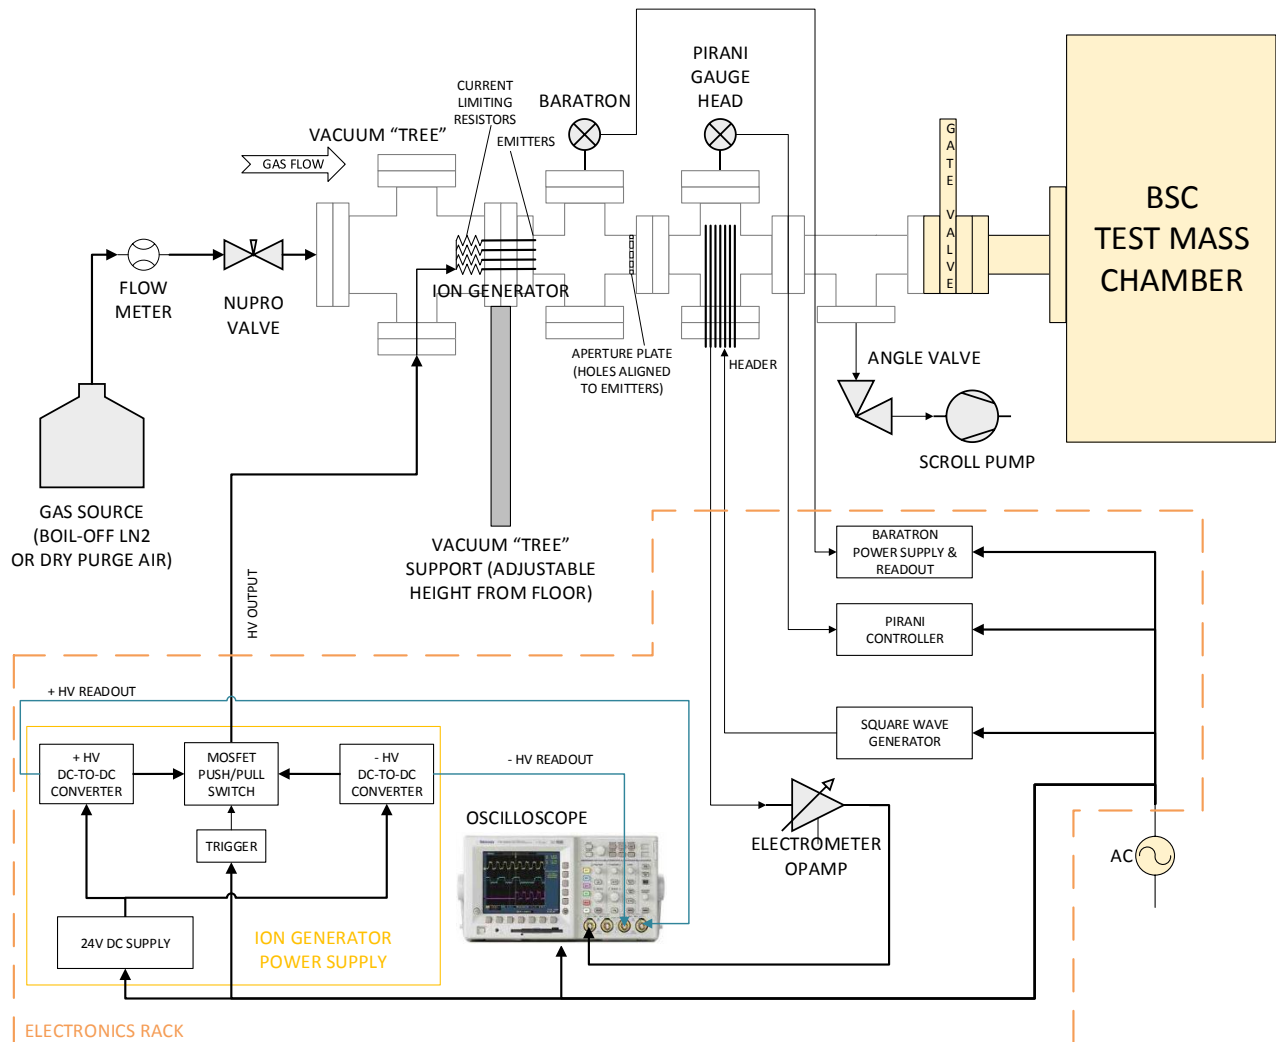 PIRANI
GAUGE
HEAD
CURRENT
LIMITING
RESISTORS
BARATRON
VACUUM “TREE”
EMITTERS
GAS FLOW
GATE VALVE
BSC
TEST MASS
CHAMBER
FLOW
METER
NUPRO
VALVE
ION GENERATOR
APERTURE PLATE
(HOLES ALIGNED
TO EMITTERS)
HEADER
ANGLE VALVE
SCROLL PUMP
GAS SOURCE
(BOIL-OFF LN2
OR DRY PURGE AIR)
VACUUM “TREE”
SUPPORT (ADJUSTABLE
HEIGHT FROM FLOOR)
HV OUTPUT
BARATRON
POWER SUPPLY &
READOUT
PIRANI
CONTROLLER
SQUARE WAVE
GENERATOR
+ HV READOUT
+ HV
DC-TO-DC
CONVERTER
MOSFET
PUSH/PULL
SWITCH
- HV
DC-TO-DC
CONVERTER
- HV READOUT
TRIGGER
OSCILLOSCOPE
ELECTROMETER
OPAMP
AC
24V DC SUPPLY
ION GENERATOR
POWER SUPPLY
ELECTRONICS RACK